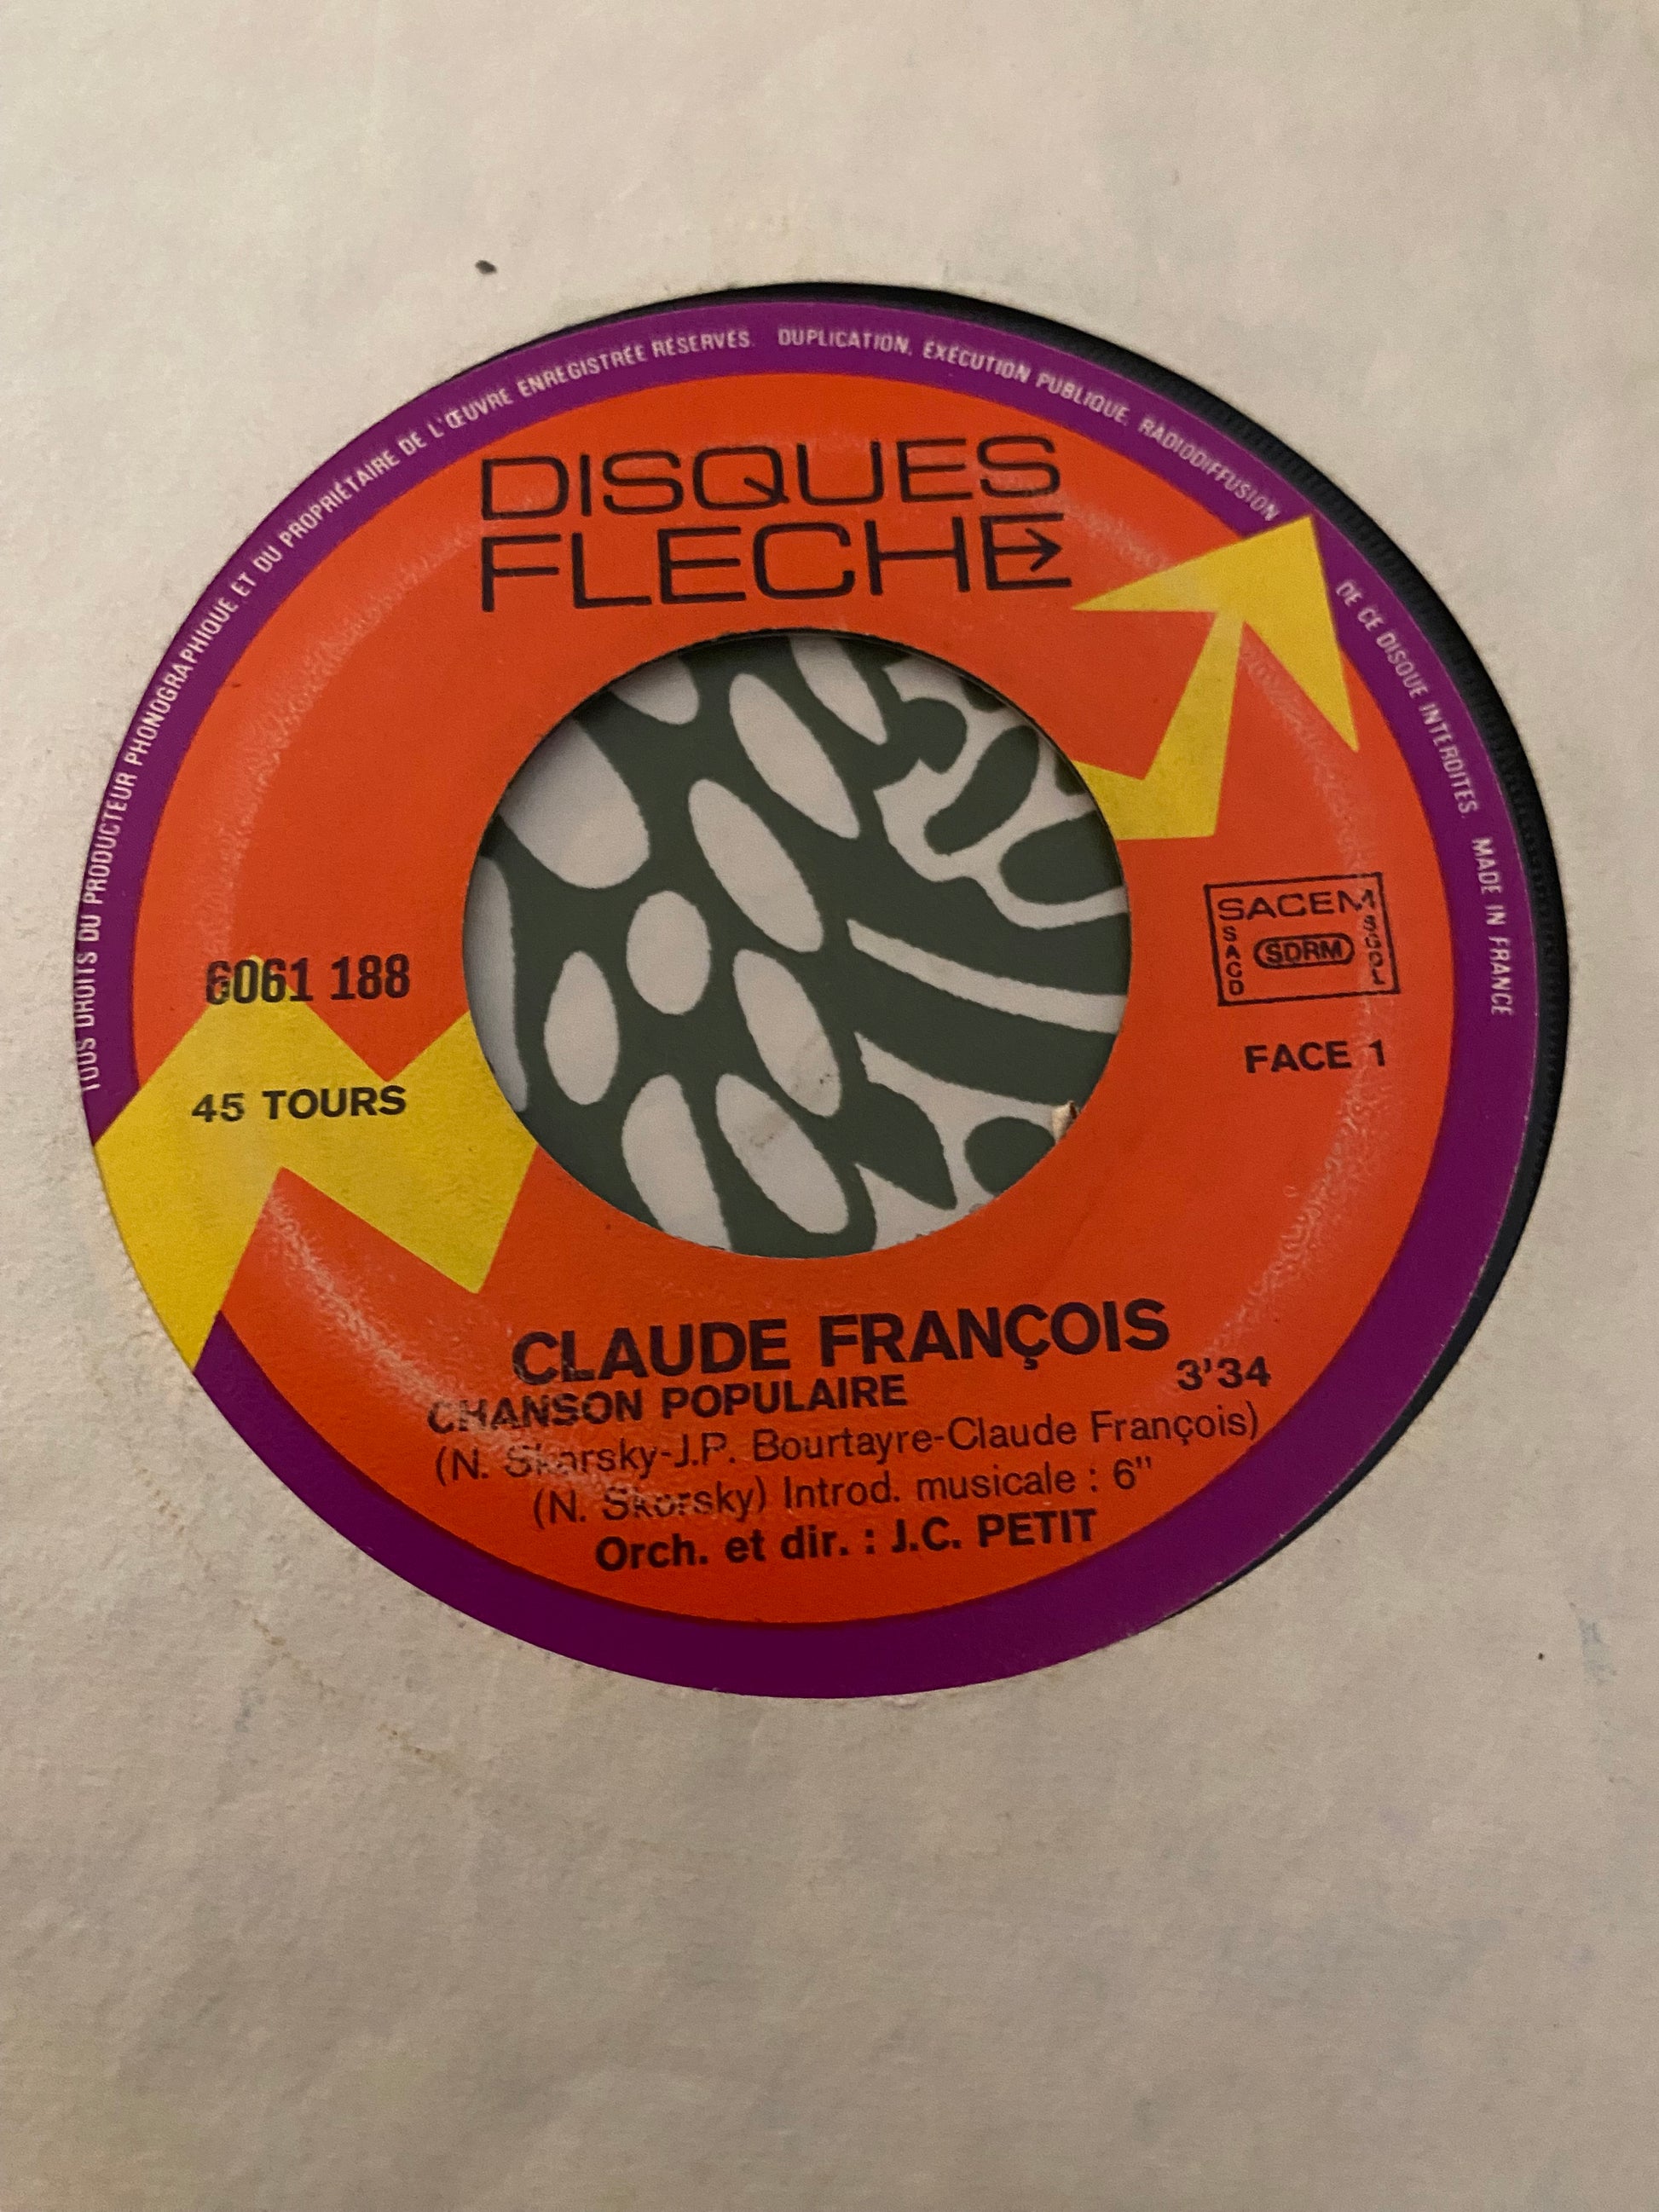 TOUS DROITS DU PRODUCTEUR PHONOGRAPHIQUE ET DU PROPRIÉTAIRE DE L'ŒUVRE ENREGISTRÉE RÉSERVÉS. DUPLICATION, EXÉCUTION PUBLIQUE, RADIODIFFUSION DE CE DISQUE INTERDITES. MADE IN FRANCE
DISQUES
FLECHE
6061 188
45 TOURS
SACEM
SACD
SDRM
SGDL
FACE 1
CLAUDE FRANÇOIS
CHANSON POPULAIRE 3'34
(N. Skorsky-J.P. Bourtayre-Claude François)
(N. Skorsky) Introd. musicale : 6"
Orch. et dir. : J.C. PETIT